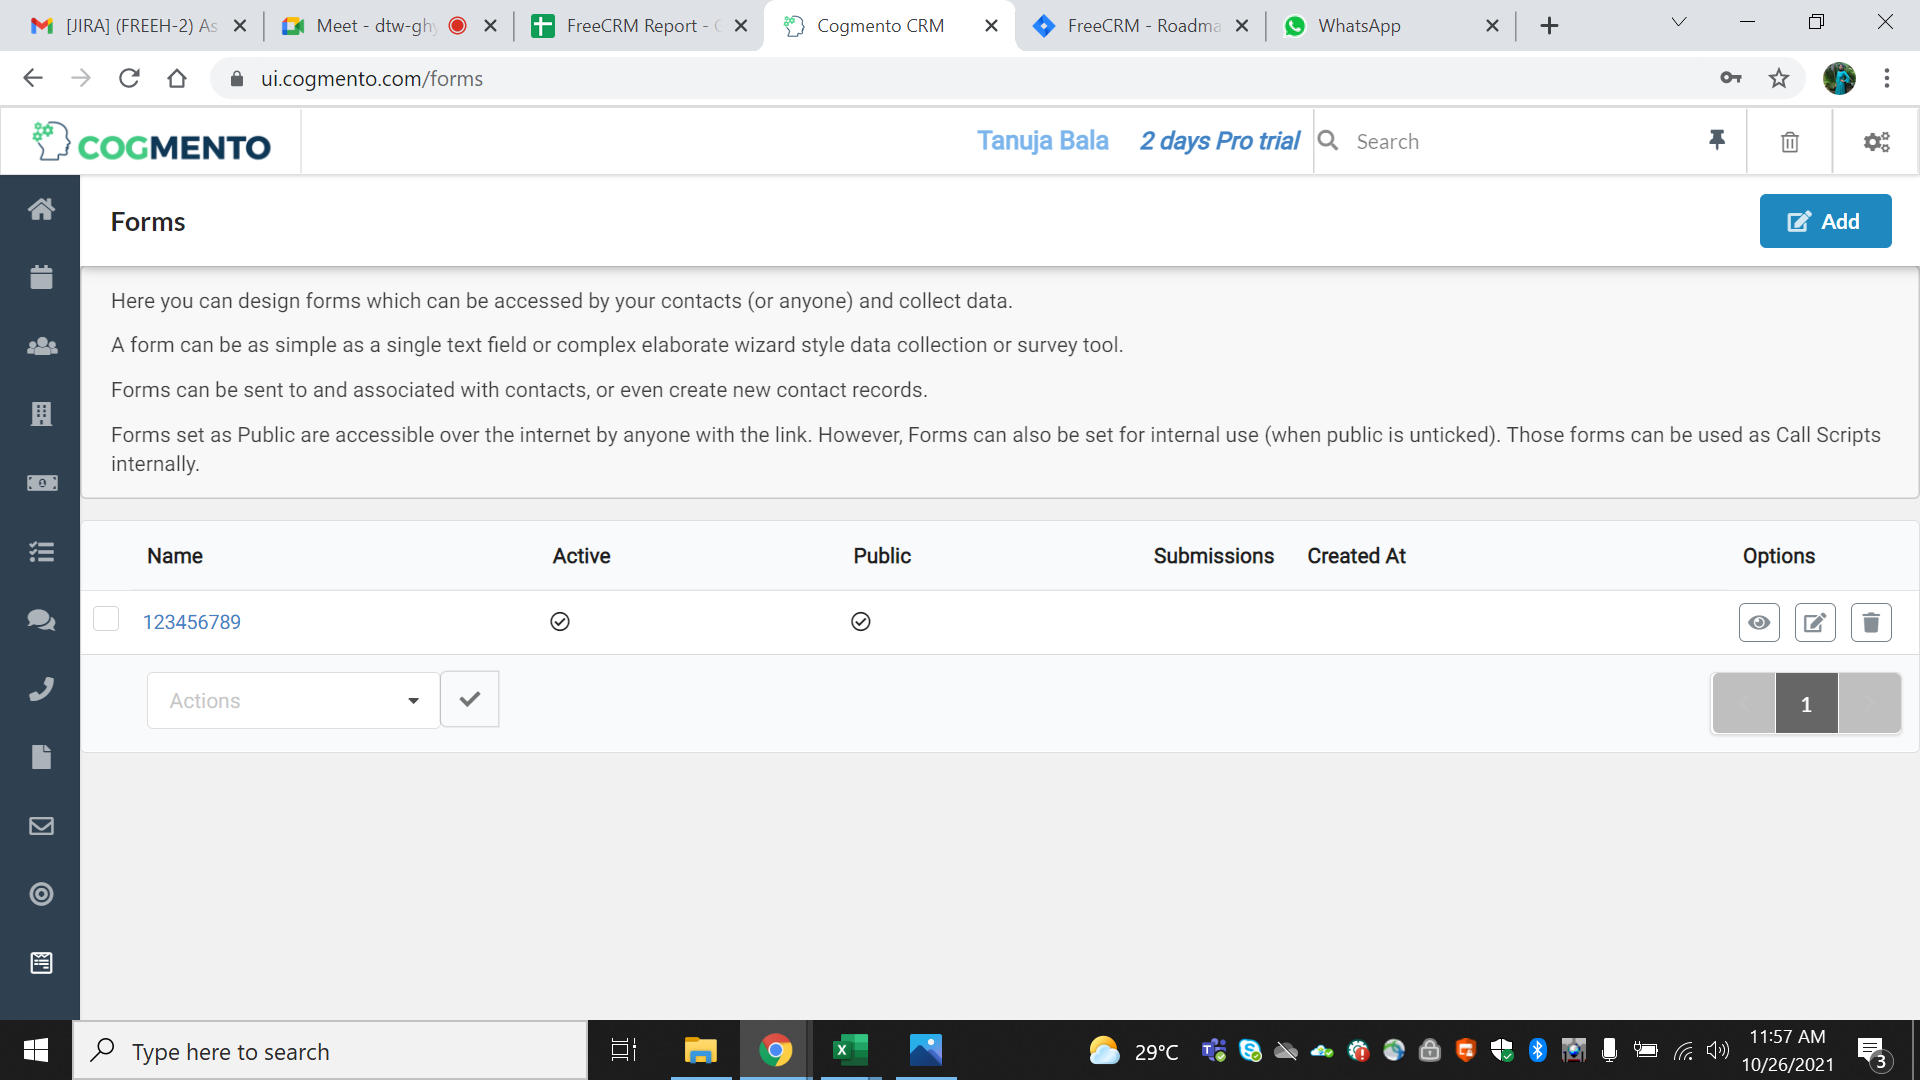 [JIRA] (FREEH-2) As
Meet - dtw-ghy
FreeCRM Report -
Cogmento CRM
FreeCRM - Roadma
WhatsApp
ui.cogmento.com/forms
COGMENTO
Tanuja Bala
2 days Pro trial
Search
Forms
Add
Here you can design forms which can be accessed by your contacts (or anyone) and collect data.
A form can be as simple as a single text field or complex elaborate wizard style data collection or survey tool.
Forms can be sent to and associated with contacts, or even create new contact records.
Forms set as Public are accessible over the internet by anyone with the link. However, Forms can also be set for internal use (when public is unticked). Those forms can be used as Call Scripts
internally.
Name Active Public Submissions Created At Options
123456789
Actions
1
Type here to search
29°C
11:57 AM
10/26/2021
3